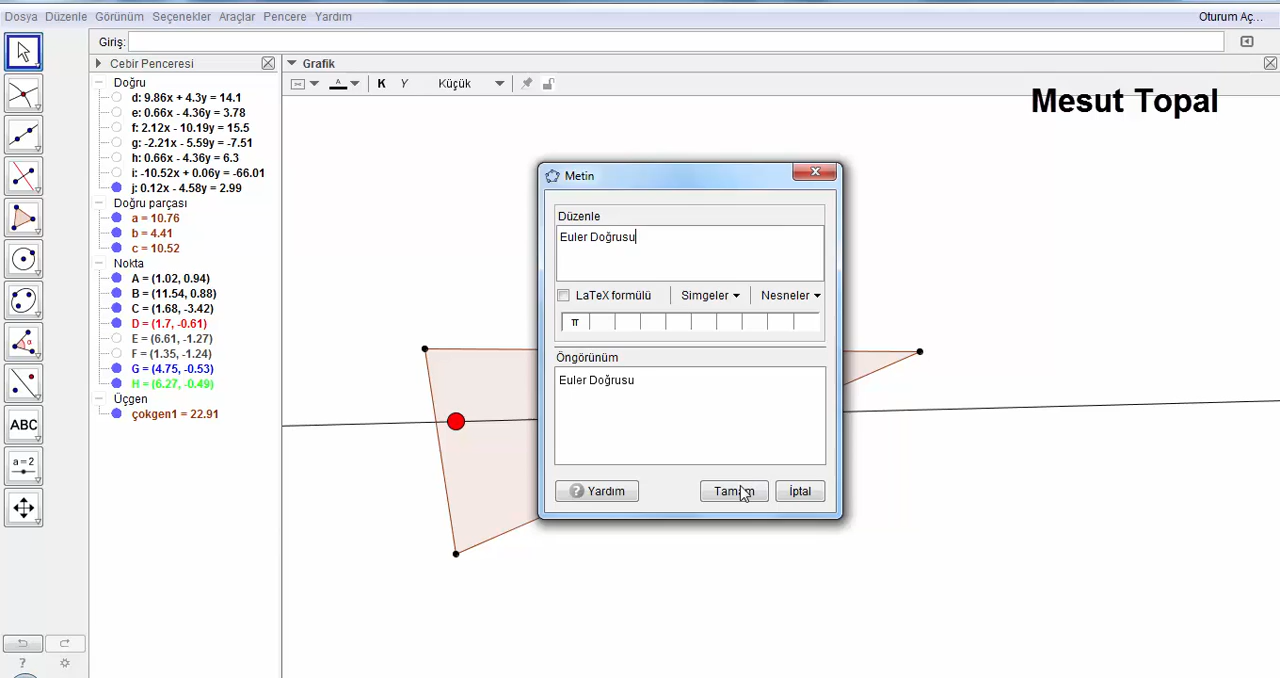 Dosya Düzenle Görünüm Seçenekler Araçlar Pencere Yardım Oturum Aç...
Giriş:
Cebir Penceresi
Grafik
K Y Küçük
Mesut Topal
Doğru
d: 9.86x + 4.3y = 14.1
e: 0.66x - 4.36y = 3.78
f: 2.12x - 10.19y = 15.5
g: -2.21x - 5.59y = -7.51
h: 0.66x - 4.36y = 6.3
i: -10.52x + 0.06y = -66.01
j: 0.12x - 4.58y = 2.99
Doğru parçası
a = 10.76
b = 4.41
c = 10.52
Nokta
A = (1.02, 0.94)
B = (11.54, 0.88)
C = (1.68, -3.42)
D = (1.7, -0.61)
E = (6.61, -1.27)
F = (1.35, -1.24)
G = (4.75, -0.53)
H = (6.27, -0.49)
Üçgen
çokgen1 = 22.91
ABC
a=2
?
Metin
Düzenle
Euler Doğrusu
LaTeX formülü Simgeler Nesneler
π
Öngörünüm
Euler Doğrusu
? Yardım Tamam İptal